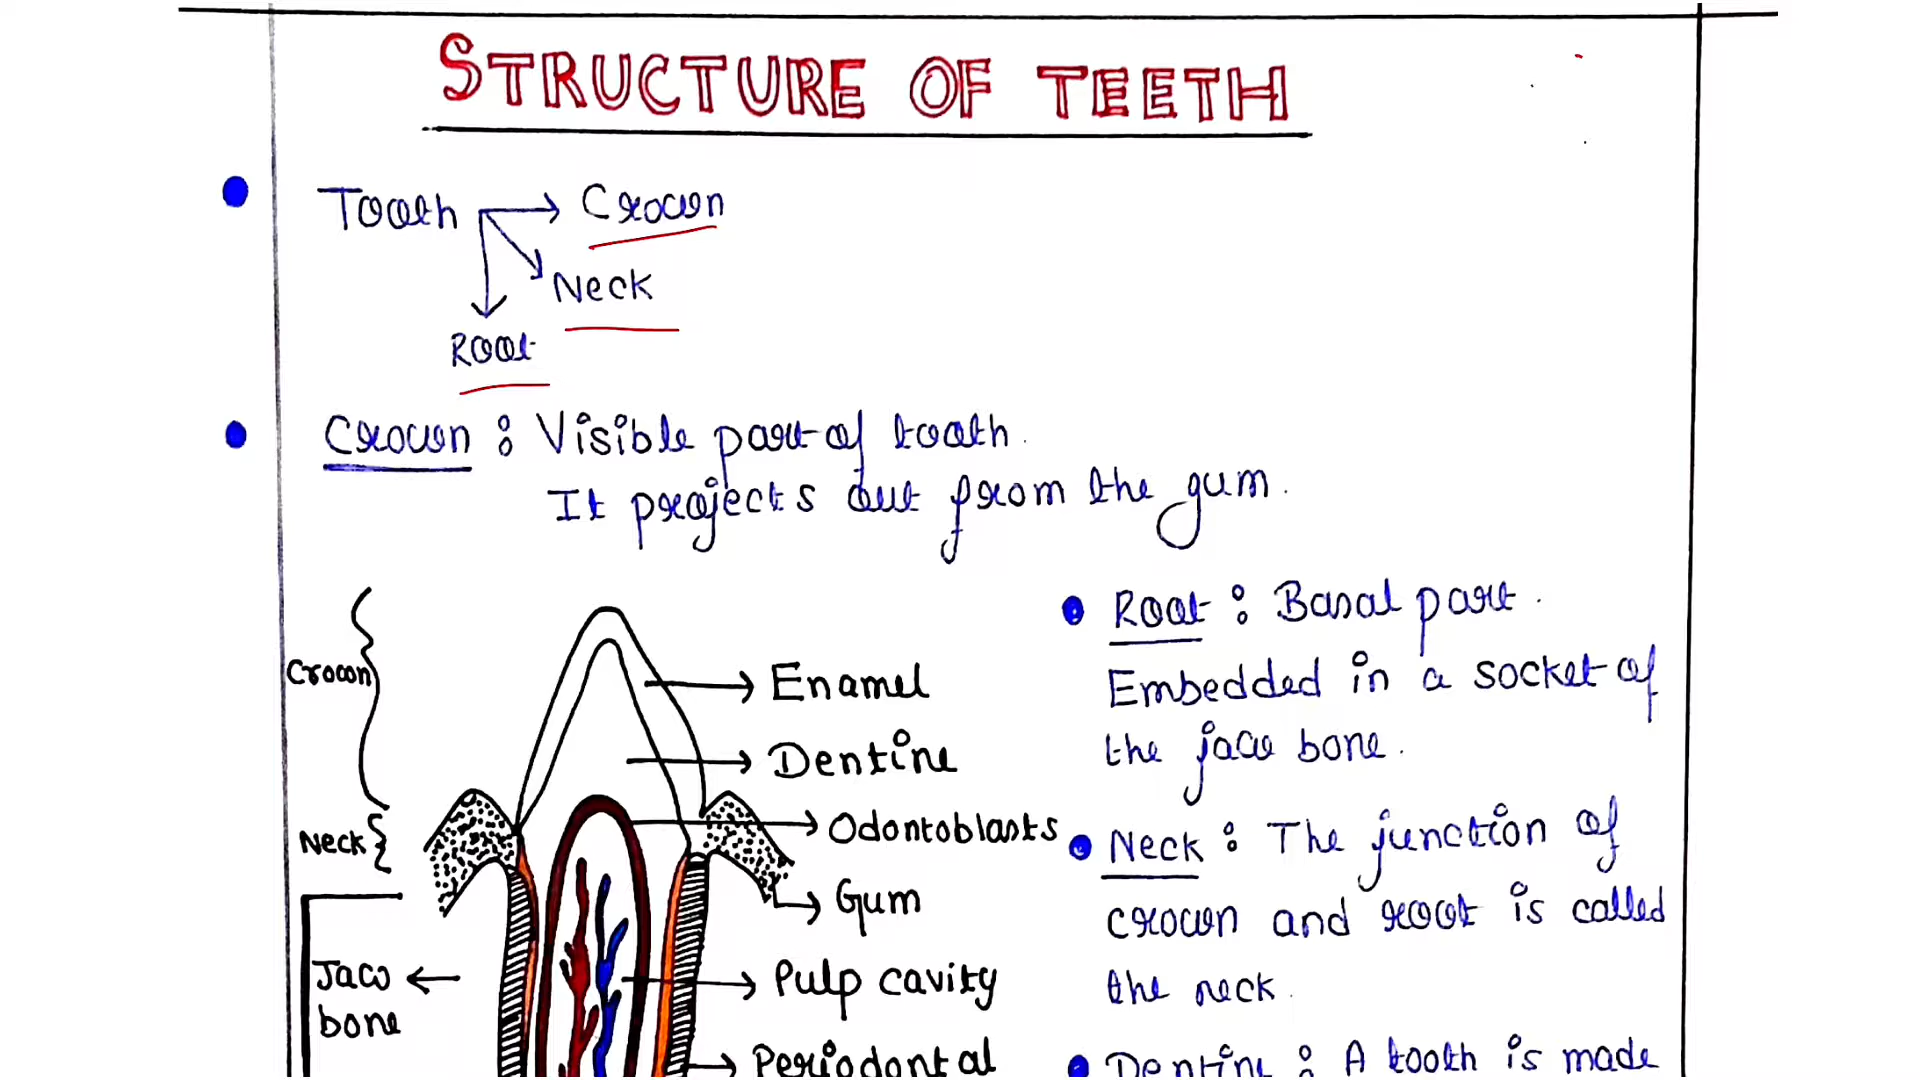 STRUCTURE OF TEETH
Tooth → Crown
Neck
Root
Crown : Visible part of tooth.
It projects out from the gum.
Crown
Enamel
Dentine
Odontoblasts
Neck
Gum
Jaw
bone
Pulp cavity
Periodontal
Root : Basal part.
Embedded in a socket of
the jaw bone.
Neck : The junction of
crown and root is called
the neck.
Dentine : A tooth is made